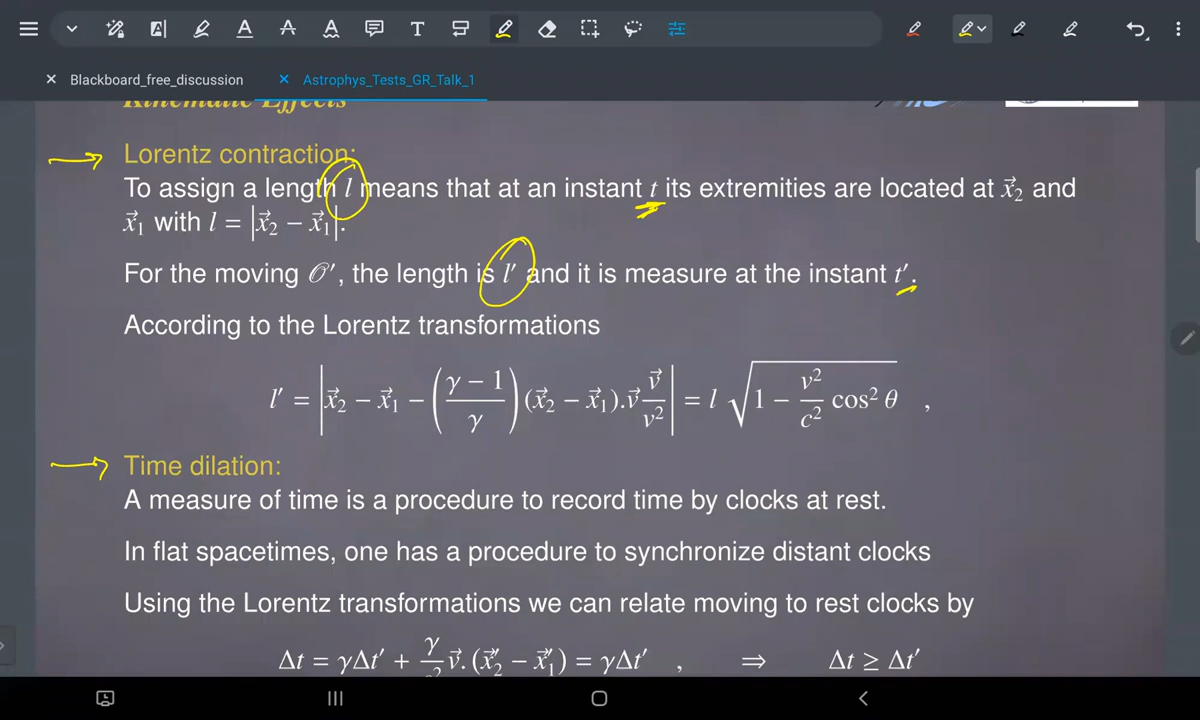 Blackboard_free_discussion
Astrophys_Tests_GR_Talk_1
Kinematic Effects
Lorentz contraction:
To assign a length l means that at an instant t its extremities are located at x⃗₂ and
x⃗₁ with l = |x⃗₂ − x⃗₁|.
For the moving 𝒪′, the length is l′ and it is measure at the instant t′.
According to the Lorentz transformations
l′ = |x⃗₂ − x⃗₁ − ((γ − 1)/γ) (x⃗₂ − x⃗₁).v⃗ v⃗/v²| = l √(1 − v²/c² cos² θ) ,
Time dilation:
A measure of time is a procedure to record time by clocks at rest.
In flat spacetimes, one has a procedure to synchronize distant clocks
Using the Lorentz transformations we can relate moving to rest clocks by
Δt = γΔt′ + γ/c² v⃗. (x⃗′₂ − x⃗′₁) = γΔt′ , ⇒ Δt ≥ Δt′